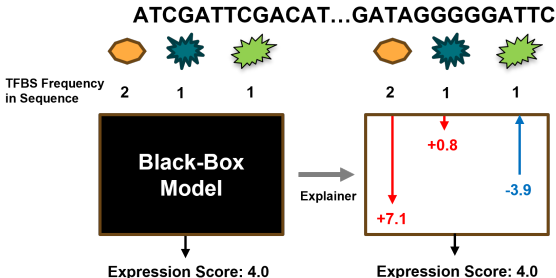 ATCGATTCGACAT...GATAGGGGGATTC
TFBS Frequency
in Sequence
2 1 1 2 1 1
Black-Box
Model
Explainer
+7.1
+0.8
-3.9
Expression Score: 4.0
Expression Score: 4.0